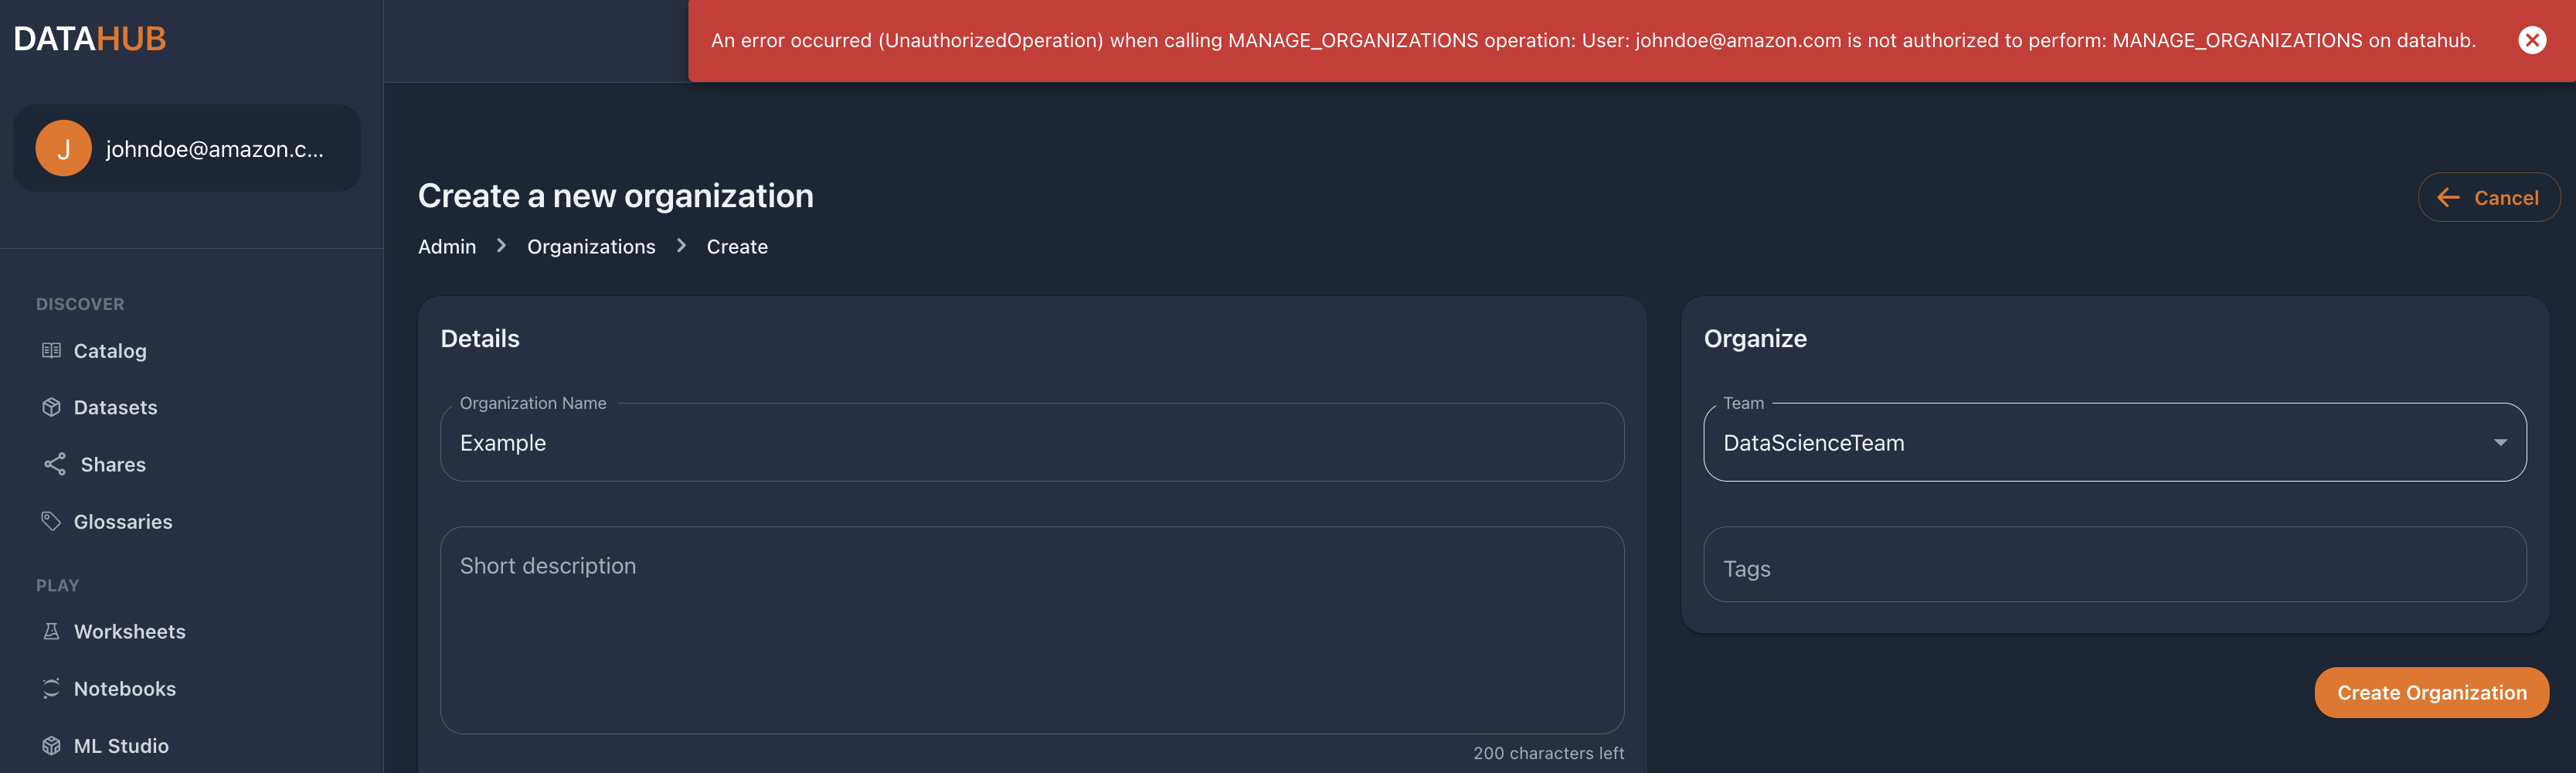 DATAHUB
An error occurred (UnauthorizedOperation) when calling MANAGE_ORGANIZATIONS operation: User: johndoe@amazon.com is not authorized to perform: MANAGE_ORGANIZATIONS on datahub.
J
johndoe@amazon.c...
DISCOVER
Catalog
Datasets
Shares
Glossaries
PLAY
Worksheets
Notebooks
ML Studio
Create a new organization
Cancel
Admin > Organizations > Create
Details
Organization Name
Example
Short description
200 characters left
Organize
Team
DataScienceTeam
Tags
Create Organization